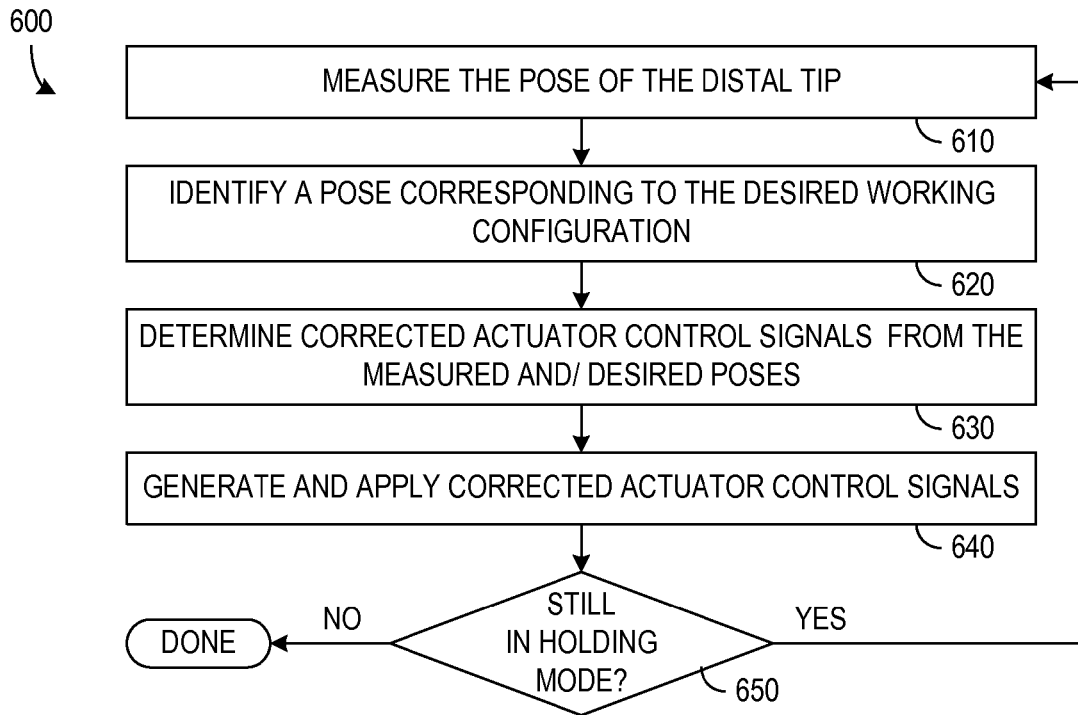 600
MEASURE THE POSE OF THE DISTAL TIP
610
IDENTIFY A POSE CORRESPONDING TO THE DESIRED WORKING
CONFIGURATION
620
DETERMINE CORRECTED ACTUATOR CONTROL SIGNALS FROM THE
MEASURED AND/ DESIRED POSES
630
GENERATE AND APPLY CORRECTED ACTUATOR CONTROL SIGNALS
640
STILL
IN HOLDING
MODE?
650
NO
DONE
YES